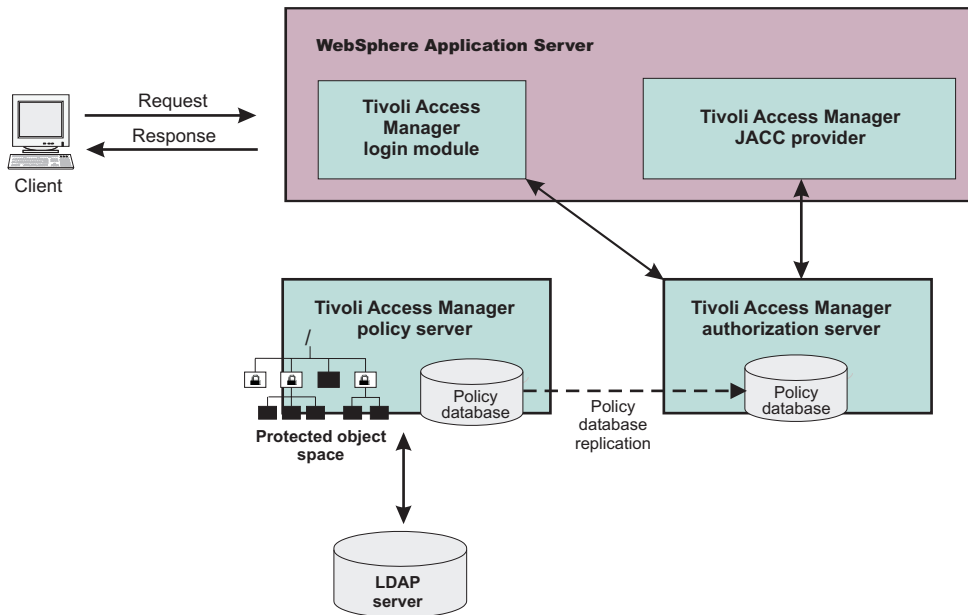 WebSphere Application Server
Request
Response
Client
Tivoli Access
Manager
login module
Tivoli Access Manager
JACC provider
Tivoli Access Manager
policy server
/
Policy
database
Protected object
space
Policy
database
replication
Tivoli Access Manager
authorization server
Policy
database
LDAP
server